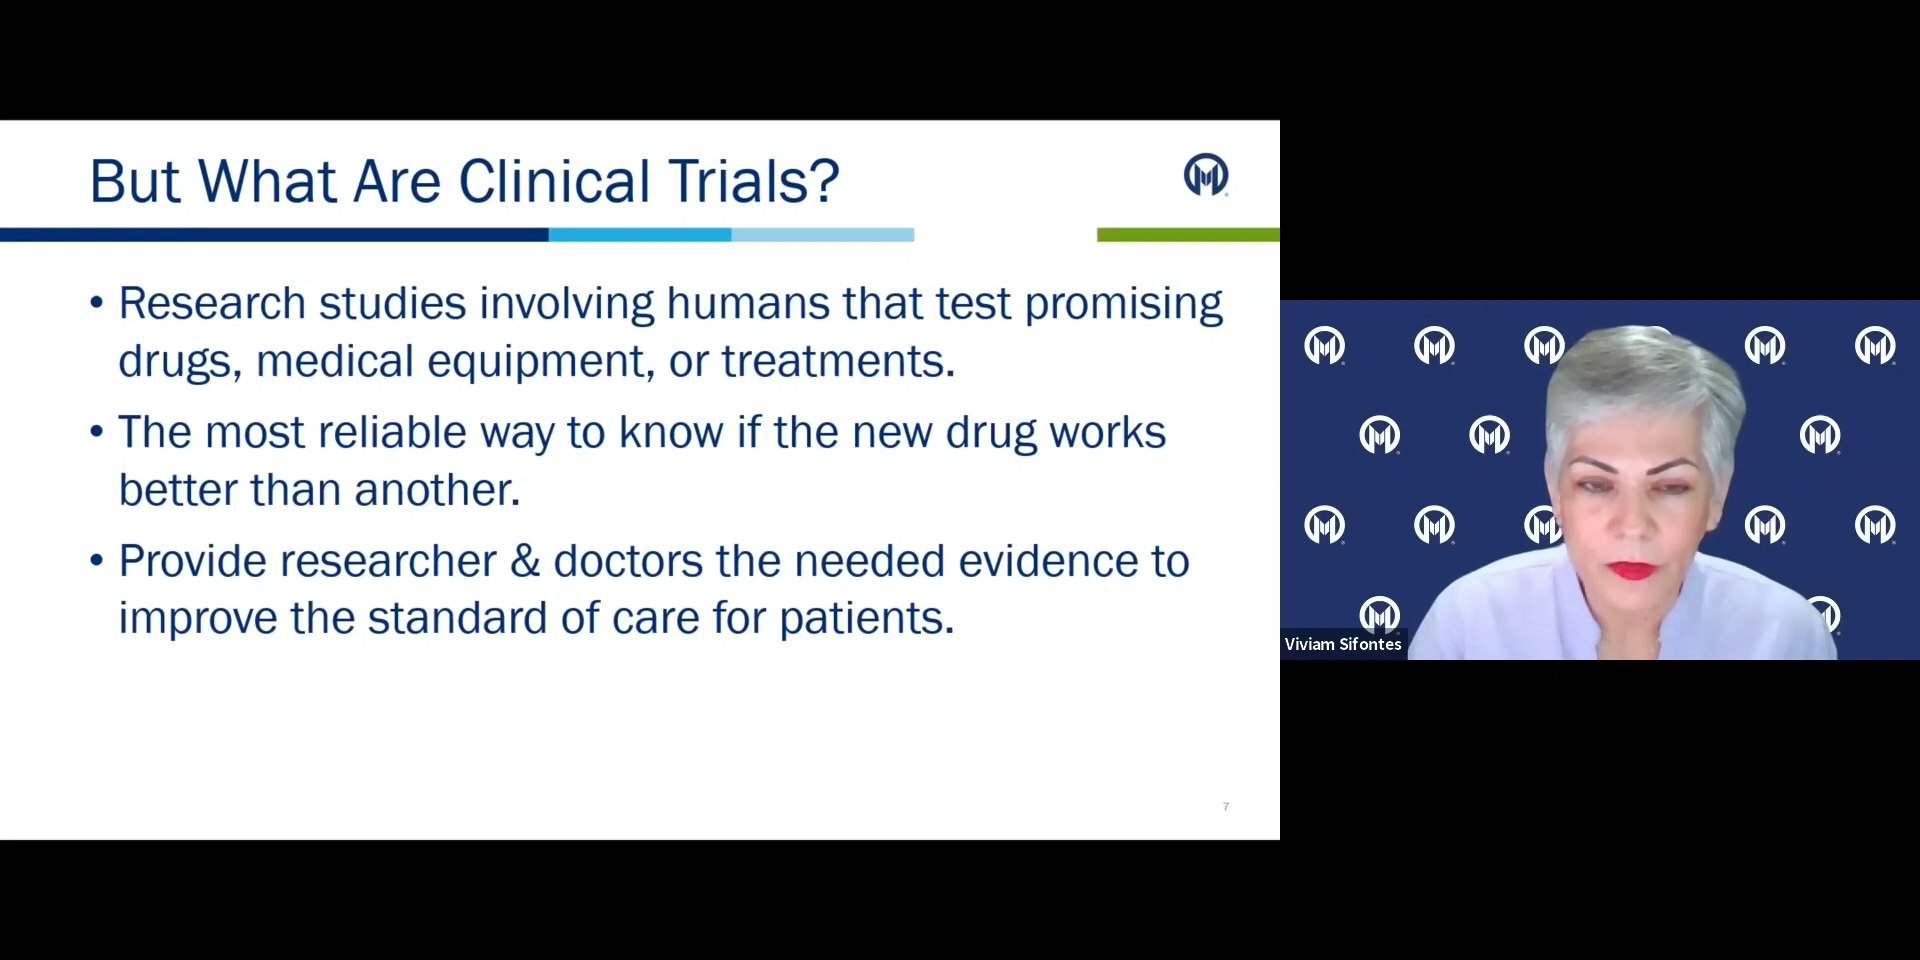 But What Are Clinical Trials?
• Research studies involving humans that test promising
drugs, medical equipment, or treatments.
• The most reliable way to know if the new drug works
better than another.
• Provide researcher & doctors the needed evidence to
improve the standard of care for patients.
7
Viviam Sifontes